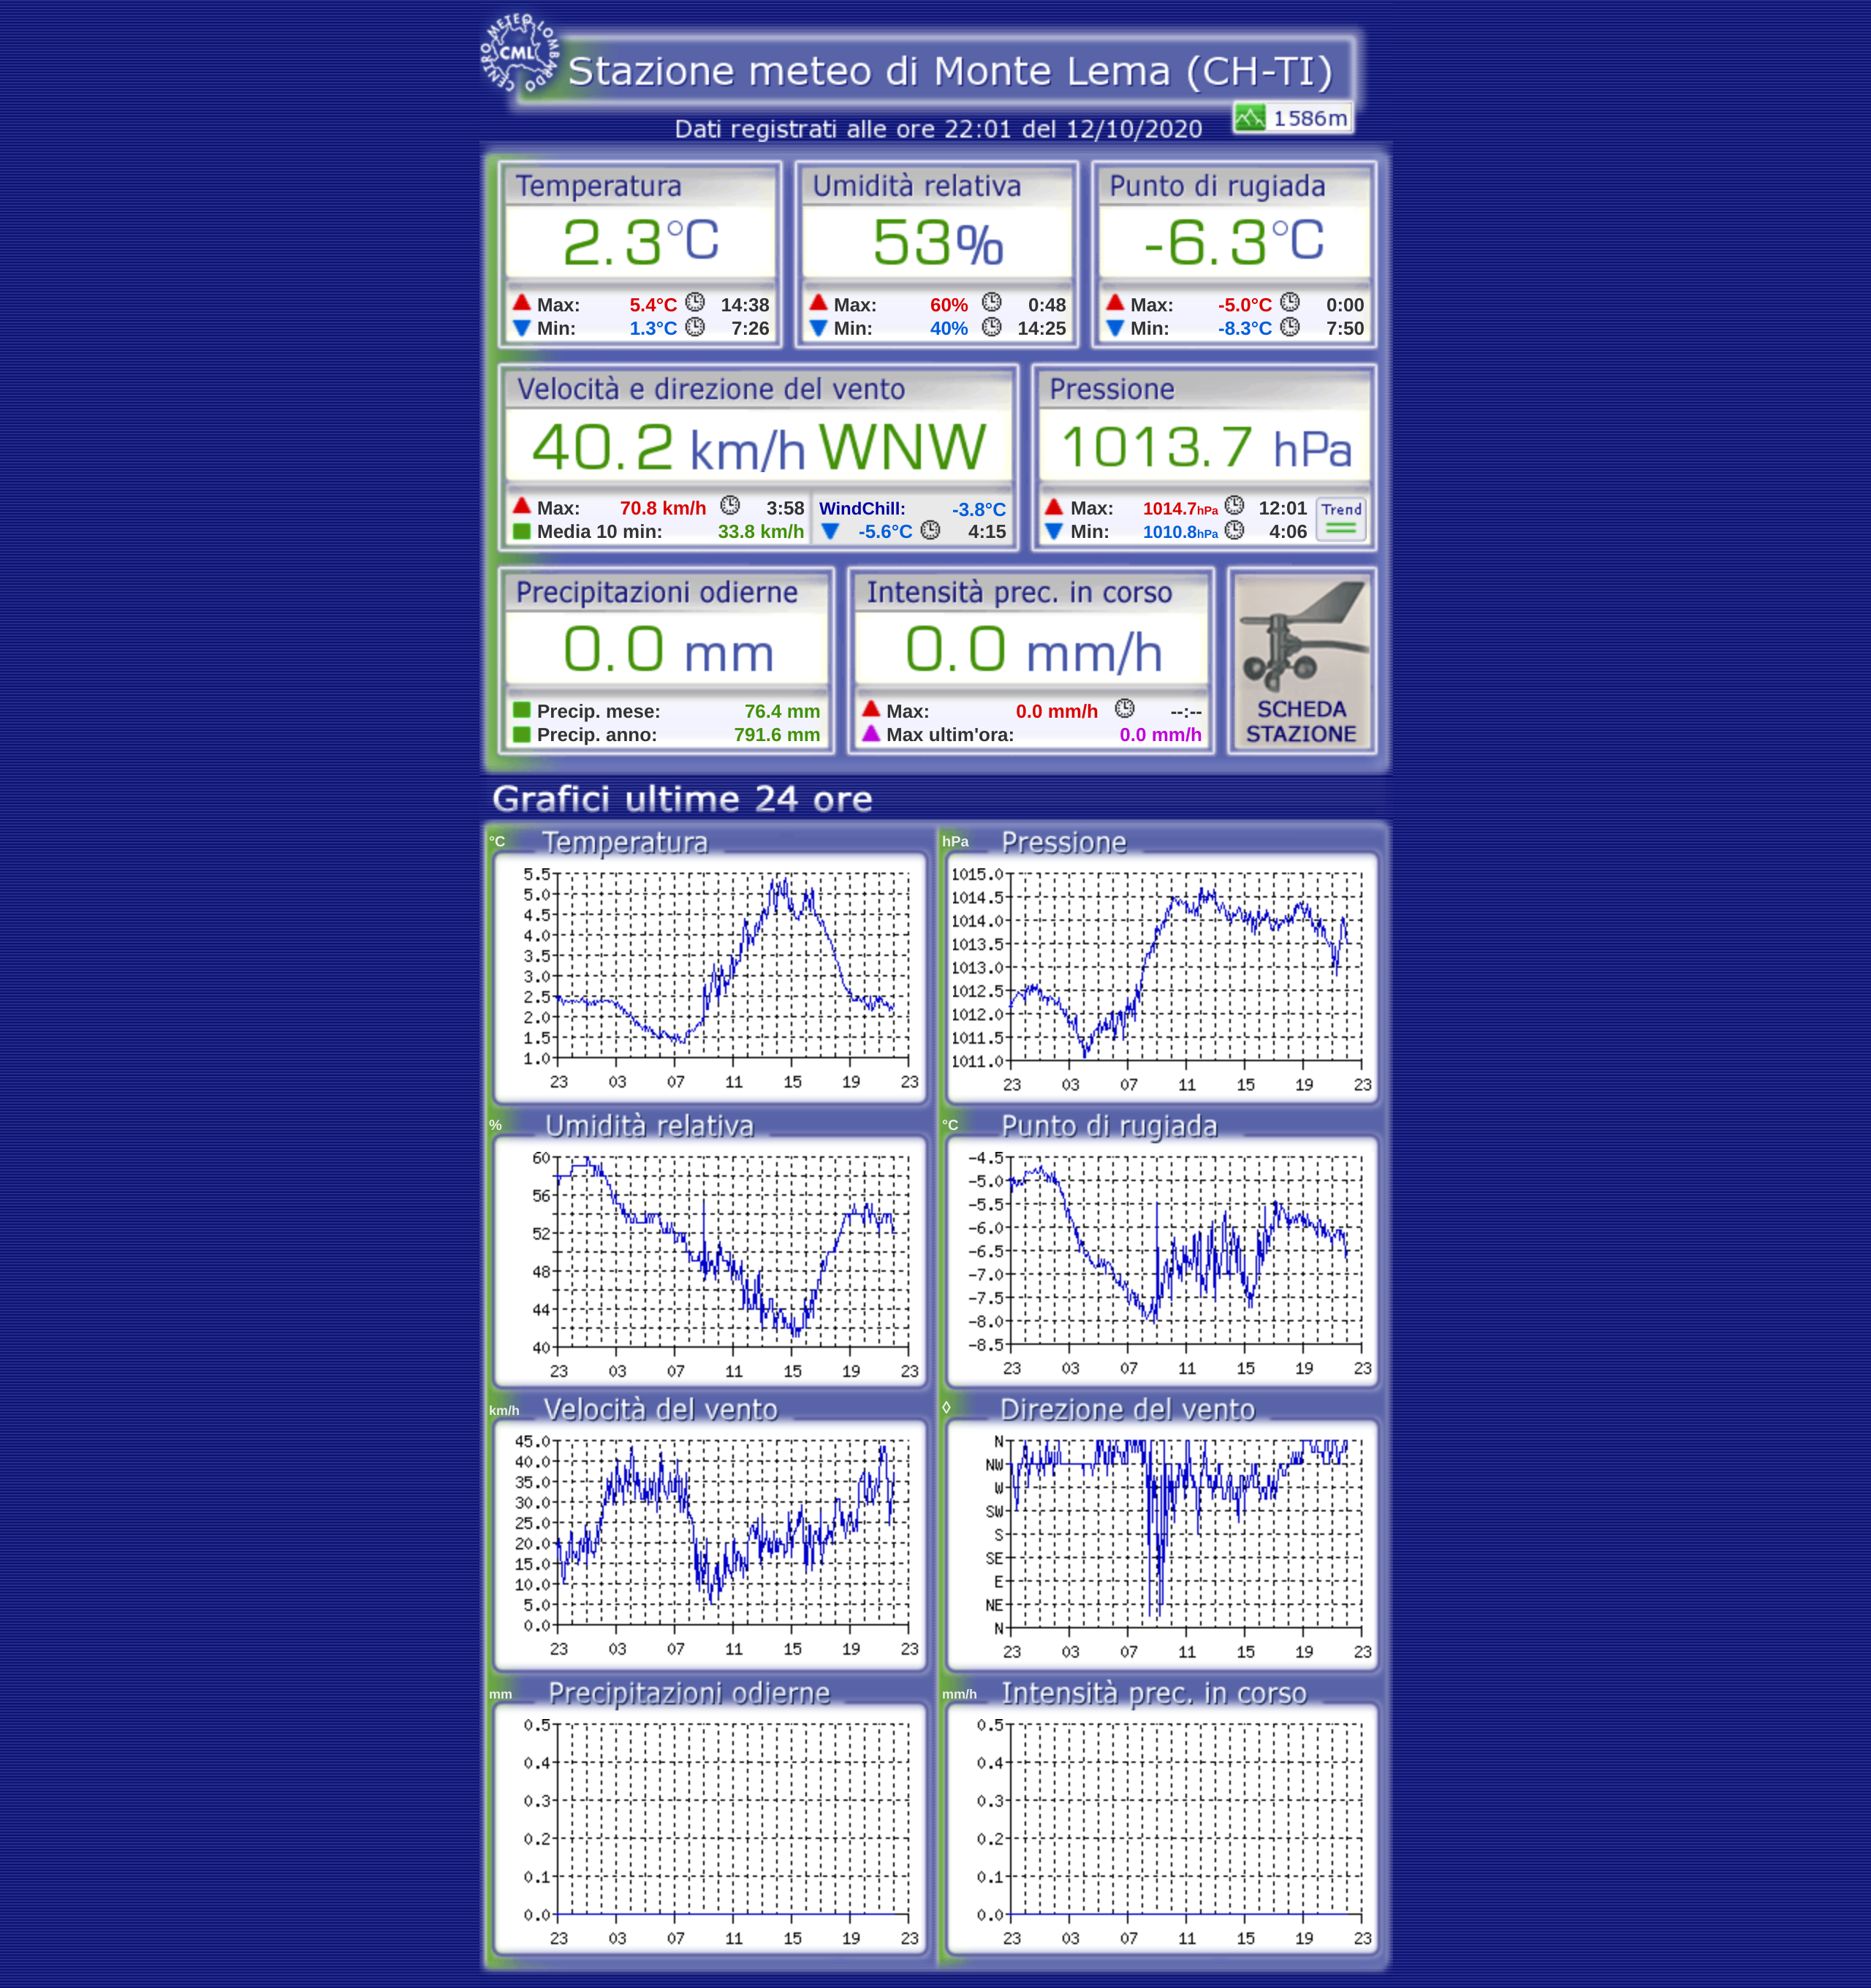 CENTRO METEO LOMBARDO
CML
Stazione meteo di Monte Lema (CH-TI)
1586m
Dati registrati alle ore 22:01 del 12/10/2020
Temperatura
2.3°C
Max: 5.4°C 14:38
Min: 1.3°C 7:26
Umidità relativa
53%
Max: 60% 0:48
Min: 40% 14:25
Punto di rugiada
-6.3°C
Max: -5.0°C 0:00
Min: -8.3°C 7:50
Velocità e direzione del vento
40.2 km/h WNW
Max: 70.8 km/h 3:58
Media 10 min: 33.8 km/h
WindChill: -3.8°C
-5.6°C 4:15
Pressione
1013.7 hPa
Max: 1014.7hPa 12:01
Min: 1010.8hPa 4:06
Trend
Precipitazioni odierne
0.0 mm
Precip. mese: 76.4 mm
Precip. anno: 791.6 mm
Intensità prec. in corso
0.0 mm/h
Max: 0.0 mm/h --:--
Max ultim'ora: 0.0 mm/h
SCHEDA
STAZIONE
Grafici ultime 24 ore
°C Temperatura
5.5
5.0
4.5
4.0
3.5
3.0
2.5
2.0
1.5
1.0
23 03 07 11 15 19 23
hPa Pressione
1015.0
1014.5
1014.0
1013.5
1013.0
1012.5
1012.0
1011.5
1011.0
23 03 07 11 15 19 23
% Umidità relativa
60
56
52
48
44
40
23 03 07 11 15 19 23
°C Punto di rugiada
-4.5
-5.0
-5.5
-6.0
-6.5
-7.0
-7.5
-8.0
-8.5
23 03 07 11 15 19 23
km/h Velocità del vento
45.0
40.0
35.0
30.0
25.0
20.0
15.0
10.0
5.0
0.0
23 03 07 11 15 19 23
◊ Direzione del vento
N
NW
W
SW
S
SE
E
NE
N
23 03 07 11 15 19 23
mm Precipitazioni odierne
0.5
0.4
0.3
0.2
0.1
0.0
23 03 07 11 15 19 23
mm/h Intensità prec. in corso
0.5
0.4
0.3
0.2
0.1
0.0
23 03 07 11 15 19 23